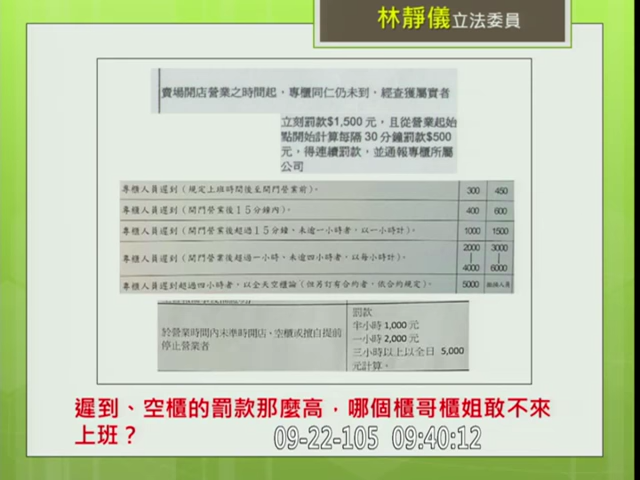 林靜儀立法委員
賣場開店營業之時間起，專櫃同仁仍未到，經查獲屬實者
立刻罰款$1,500 元，且從營業起始
點開始計算每隔 30 分鐘罰款$500
元，得連續罰款，並通報專櫃所屬
公司
專櫃人員遲到(規定上班時間後至開門營業前)。 300 450
專櫃人員遲到(開門營業後15分鐘內)。 400 600
專櫃人員遲到(開門營業後超過15分鐘、未逾一小時者，以一小時計)。 1000 1500
專櫃人員遲到(開門營業後超過一小時、未逾四小時者，以每小時計)。 2000 | 4000 3000 | 6000
專櫃人員遲到超過四小時者，以全天空櫃論(但另訂有合約者，依合約規定)。 5000
於營業時間內未準時開店、空櫃或擅自提前
停止營業者
罰款
半小時 1,000 元
一小時 2,000 元
三小時以上以全日 5,000
元計算。
遲到、空櫃的罰款那麼高，哪個櫃哥櫃姐敢不來
上班？
09-22-105 09:40:12